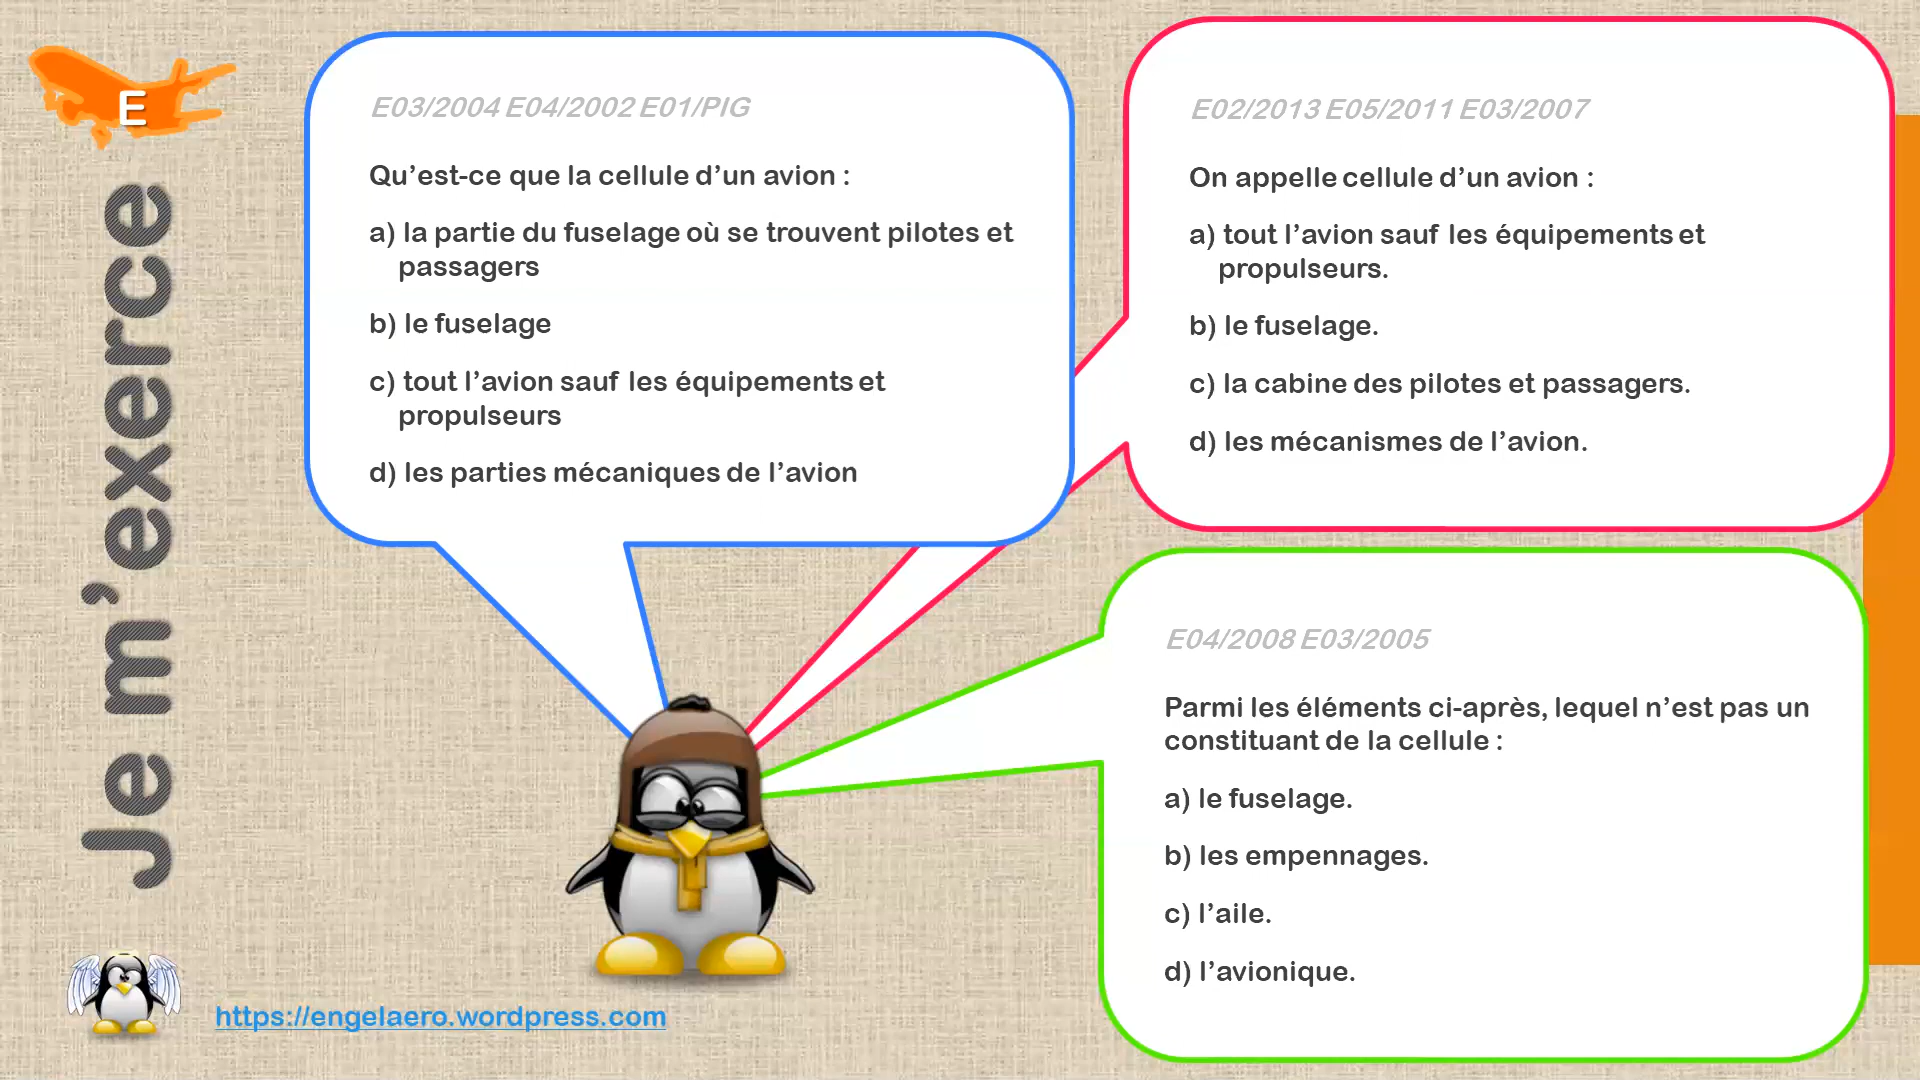 E
Je m’exerce
E03/2004 E04/2002 E01/PIG
Qu’est-ce que la cellule d’un avion :
a) la partie du fuselage où se trouvent pilotes et
passagers
b) le fuselage
c) tout l’avion sauf les équipements et
propulseurs
d) les parties mécaniques de l’avion
E02/2013 E05/2011 E03/2007
On appelle cellule d’un avion :
a) tout l’avion sauf les équipements et
propulseurs.
b) le fuselage.
c) la cabine des pilotes et passagers.
d) les mécanismes de l’avion.
E04/2008 E03/2005
Parmi les éléments ci-après, lequel n’est pas un
constituant de la cellule :
a) le fuselage.
b) les empennages.
c) l’aile.
d) l’avionique.
https://engelaero.wordpress.com